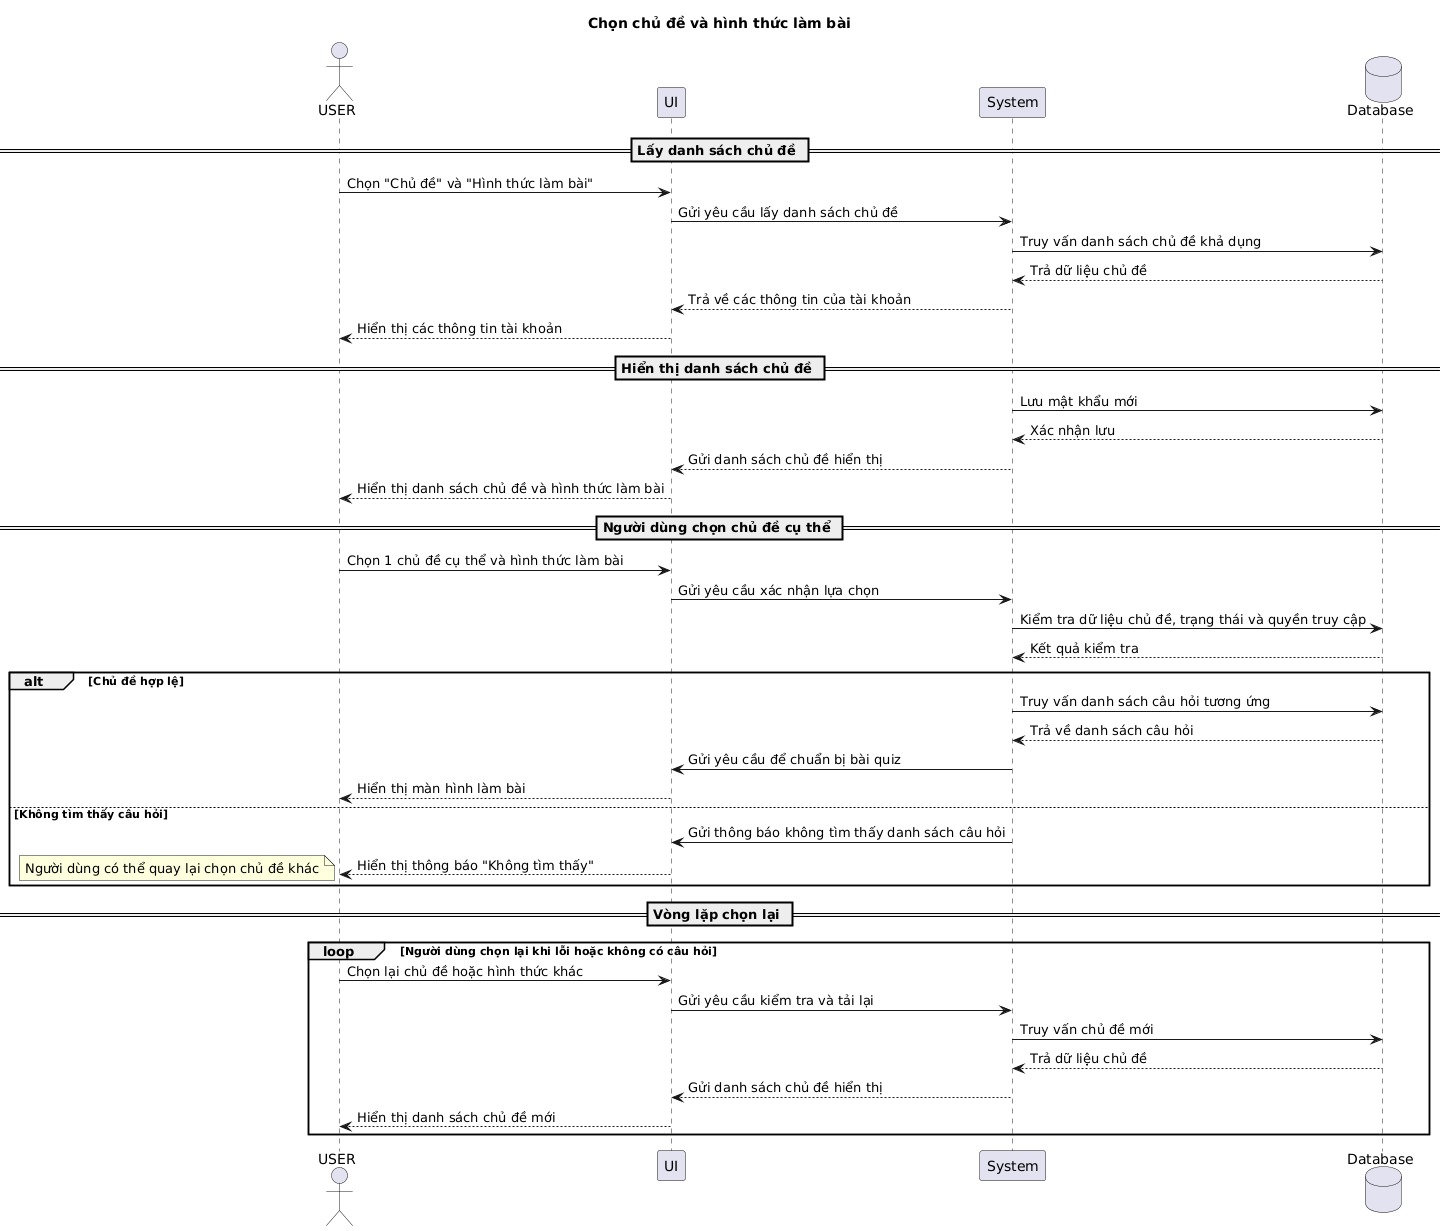 Chọn chủ đề và hình thức làm bài
USER
UI
System
Database
Lấy danh sách chủ đề
Chọn "Chủ đề" và "Hình thức làm bài"
Gửi yêu cầu lấy danh sách chủ đề
Truy vấn danh sách chủ đề khả dụng
Trả dữ liệu chủ đề
Trả về các thông tin của tài khoản
Hiển thị các thông tin tài khoản
Hiển thị danh sách chủ đề
Lưu mật khẩu mới
Xác nhận lưu
Gửi danh sách chủ đề hiển thị
Hiển thị danh sách chủ đề và hình thức làm bài
Người dùng chọn chủ đề cụ thể
Chọn 1 chủ đề cụ thể và hình thức làm bài
Gửi yêu cầu xác nhận lựa chọn
Kiểm tra dữ liệu chủ đề, trạng thái và quyền truy cập
Kết quả kiểm tra
alt [Chủ đề hợp lệ]
Truy vấn danh sách câu hỏi tương ứng
Trả về danh sách câu hỏi
Gửi yêu cầu để chuẩn bị bài quiz
Hiển thị màn hình làm bài
[Không tìm thấy câu hỏi]
Gửi thông báo không tìm thấy danh sách câu hỏi
Người dùng có thể quay lại chọn chủ đề khác
Hiển thị thông báo "Không tìm thấy"
Vòng lặp chọn lại
loop [Người dùng chọn lại khi lỗi hoặc không có câu hỏi]
Chọn lại chủ đề hoặc hình thức khác
Gửi yêu cầu kiểm tra và tải lại
Truy vấn chủ đề mới
Trả dữ liệu chủ đề
Gửi danh sách chủ đề hiển thị
Hiển thị danh sách chủ đề mới
USER
UI
System
Database